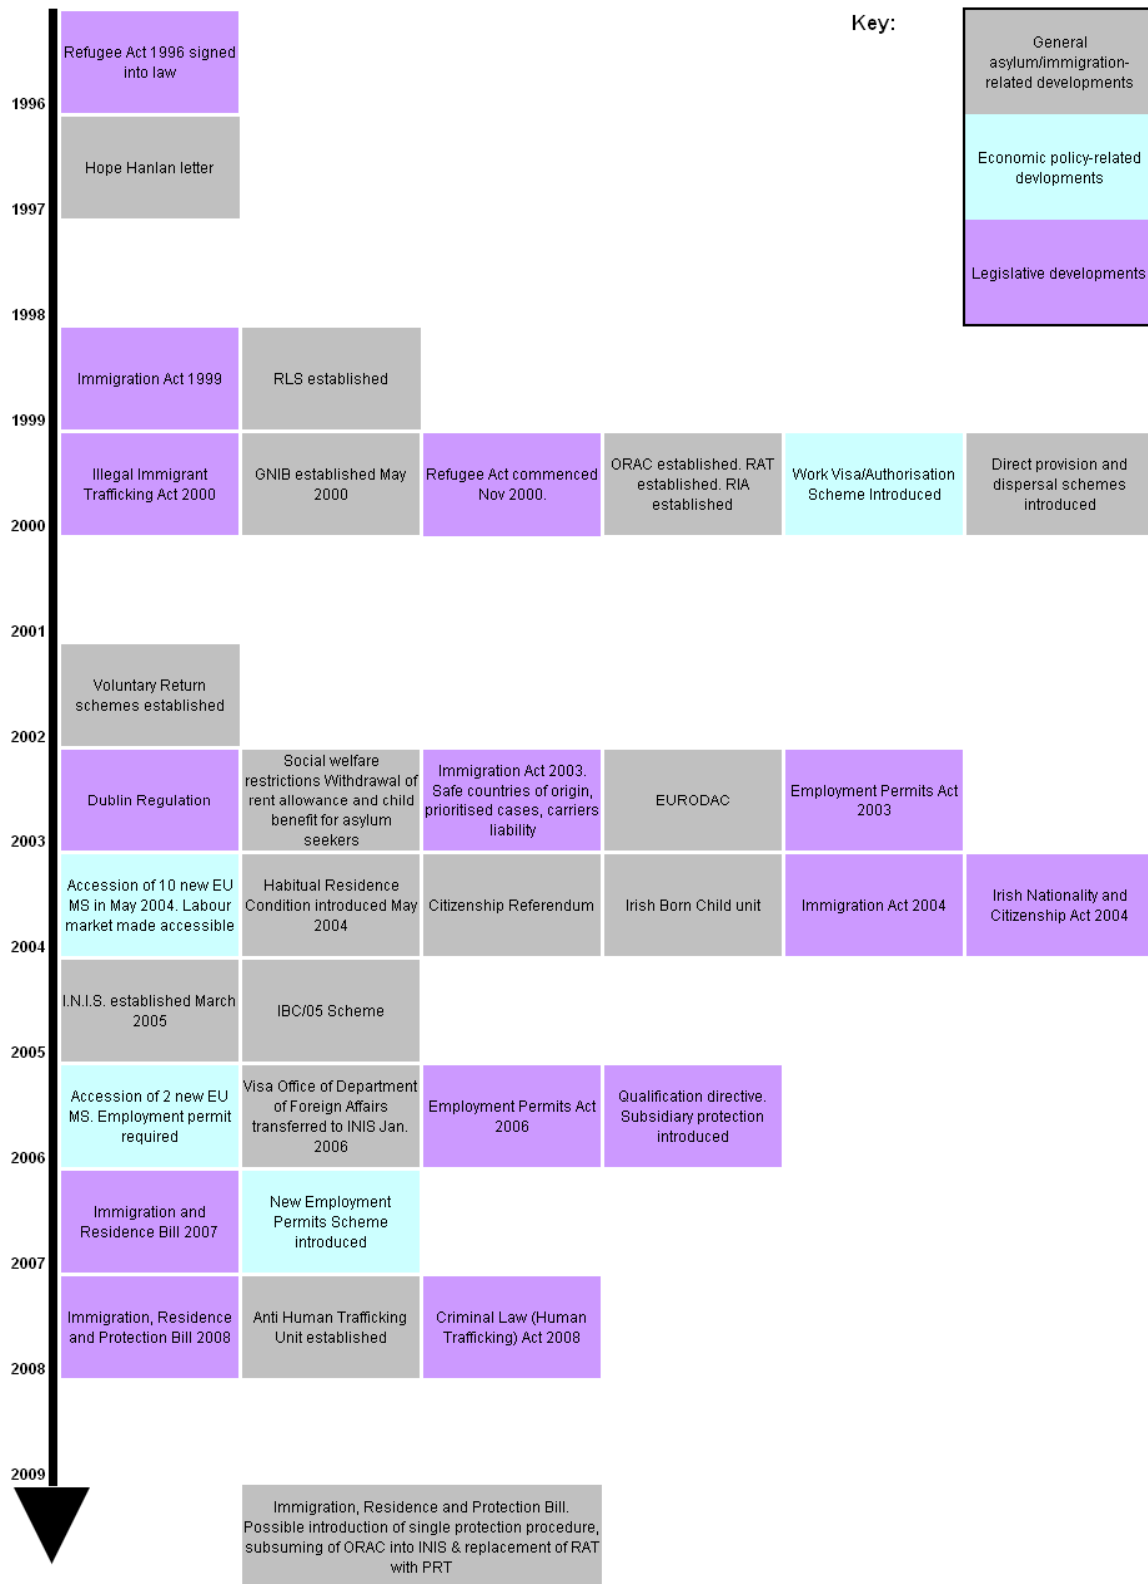 Key:
General
asylum/immigration-
related developments
Economic policy-related
devlopments
Legislative developments
Refugee Act 1996 signed
into law
1996
Hope Hanlan letter
1997
1998
Immigration Act 1999
RLS established
1999
Illegal Immigrant
Trafficking Act 2000
GNIB established May
2000
Refugee Act commenced
Nov 2000.
ORAC established. RAT
established. RIA
established
Work Visa/Authorisation
Scheme Introduced
Direct provision and
dispersal schemes
introduced
2000
2001
Voluntary Return
schemes established
2002
Dublin Regulation
Social welfare
restrictions Withdrawal of
rent allowance and child
benefit for asylum
seekers
Immigration Act 2003.
Safe countries of origin,
prioritised cases, carriers
liability
EURODAC
Employment Permits Act
2003
2003
Accession of 10 new EU
MS in May 2004. Labour
market made accessible
Habitual Residence
Condition introduced May
2004
Citizenship Referendum
Irish Born Child unit
Immigration Act 2004
Irish Nationality and
Citizenship Act 2004
2004
I.N.I.S. established March
2005
IBC/05 Scheme
2005
Accession of 2 new EU
MS. Employment permit
required
Visa Office of Department
of Foreign Affairs
transferred to INIS Jan.
2006
Employment Permits Act
2006
Qualification directive.
Subsidiary protection
introduced
2006
Immigration and
Residence Bill 2007
New Employment
Permits Scheme
introduced
2007
Immigration, Residence
and Protection Bill 2008
Anti Human Trafficking
Unit established
Criminal Law (Human
Trafficking) Act 2008
2008
2009
Immigration, Residence and Protection Bill.
Possible introduction of single protection procedure,
subsuming of ORAC into INIS & replacement of RAT
with PRT